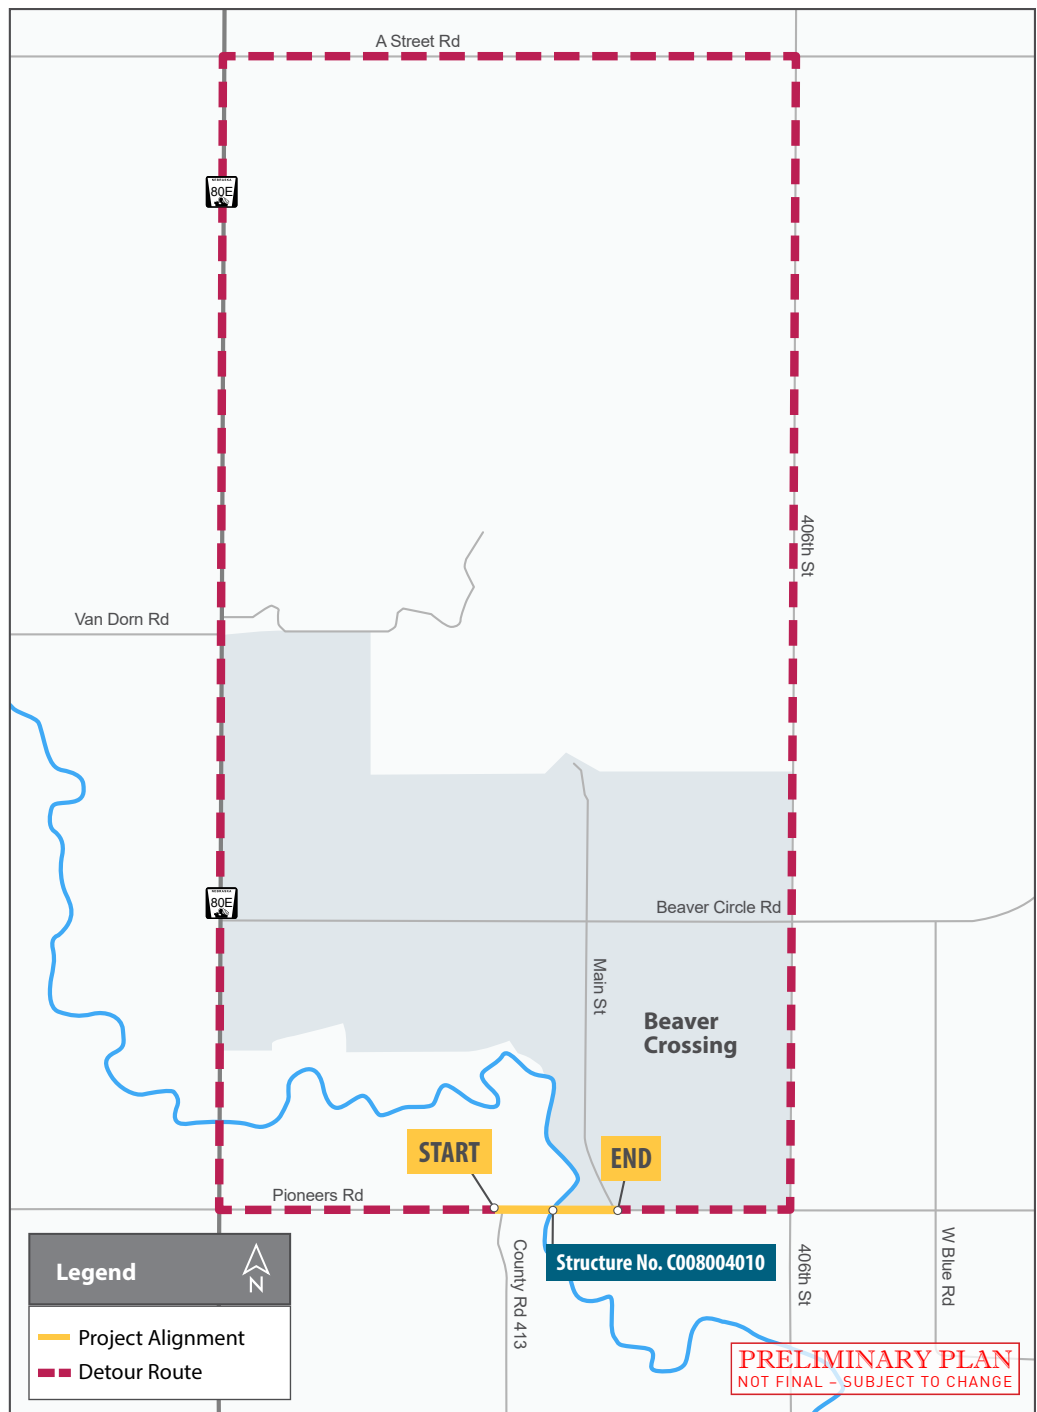 A Street Rd
NEBRASKA
80E
406th St
Van Dorn Rd
NEBRASKA
80E
Beaver Circle Rd
Main St
Beaver
Crossing
START
END
Pioneers Rd
Structure No. C008004010
County Rd 413
406th St
W Blue Rd
Legend
N
Project Alignment
Detour Route
PRELIMINARY PLAN
NOT FINAL – SUBJECT TO CHANGE